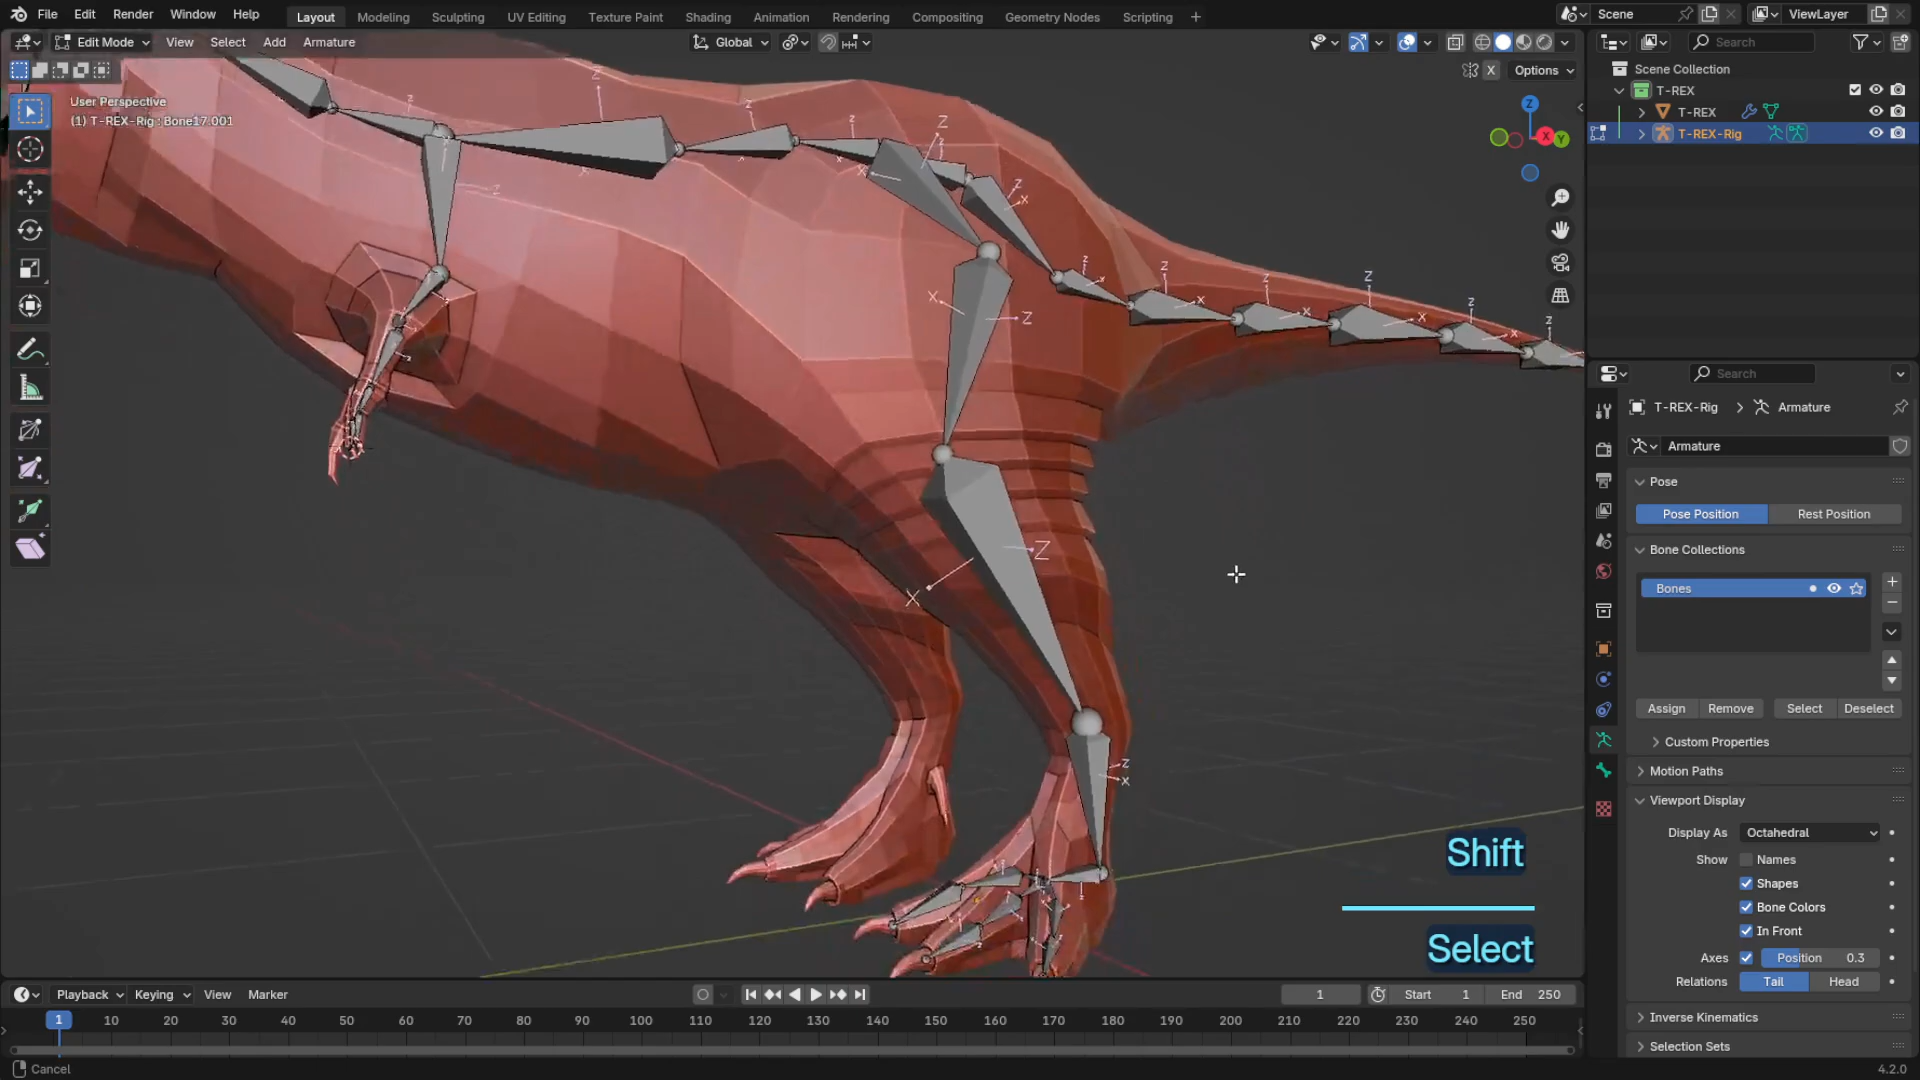 File Edit Render Window Help Layout Modeling Sculpting UV Editing Texture Paint Shading Animation Rendering Compositing Geometry Nodes Scripting + Scene ViewLayer
Edit Mode View Select Add Armature Global Search
X Options
Scene Collection
T-REX
T-REX
T-REX-Rig
User Perspective
(1) T-REX-Rig : Bone17.001
Z
X
Y
Search
T-REX-Rig > Armature
Armature
Pose
Pose Position Rest Position
Bone Collections
Bones
Assign Remove Select Deselect
Custom Properties
Motion Paths
Viewport Display
Display As Octahedral
Show Names
Shapes
Bone Colors
In Front
Axes Position 0.3
Relations Tail Head
Inverse Kinematics
Selection Sets
Shift
Select
Playback Keying View Marker 1 Start 1 End 250
1 10 20 30 40 50 60 70 80 90 100 110 120 130 140 150 160 170 180 190 200 210 220 230 240 250
Cancel 4.2.0